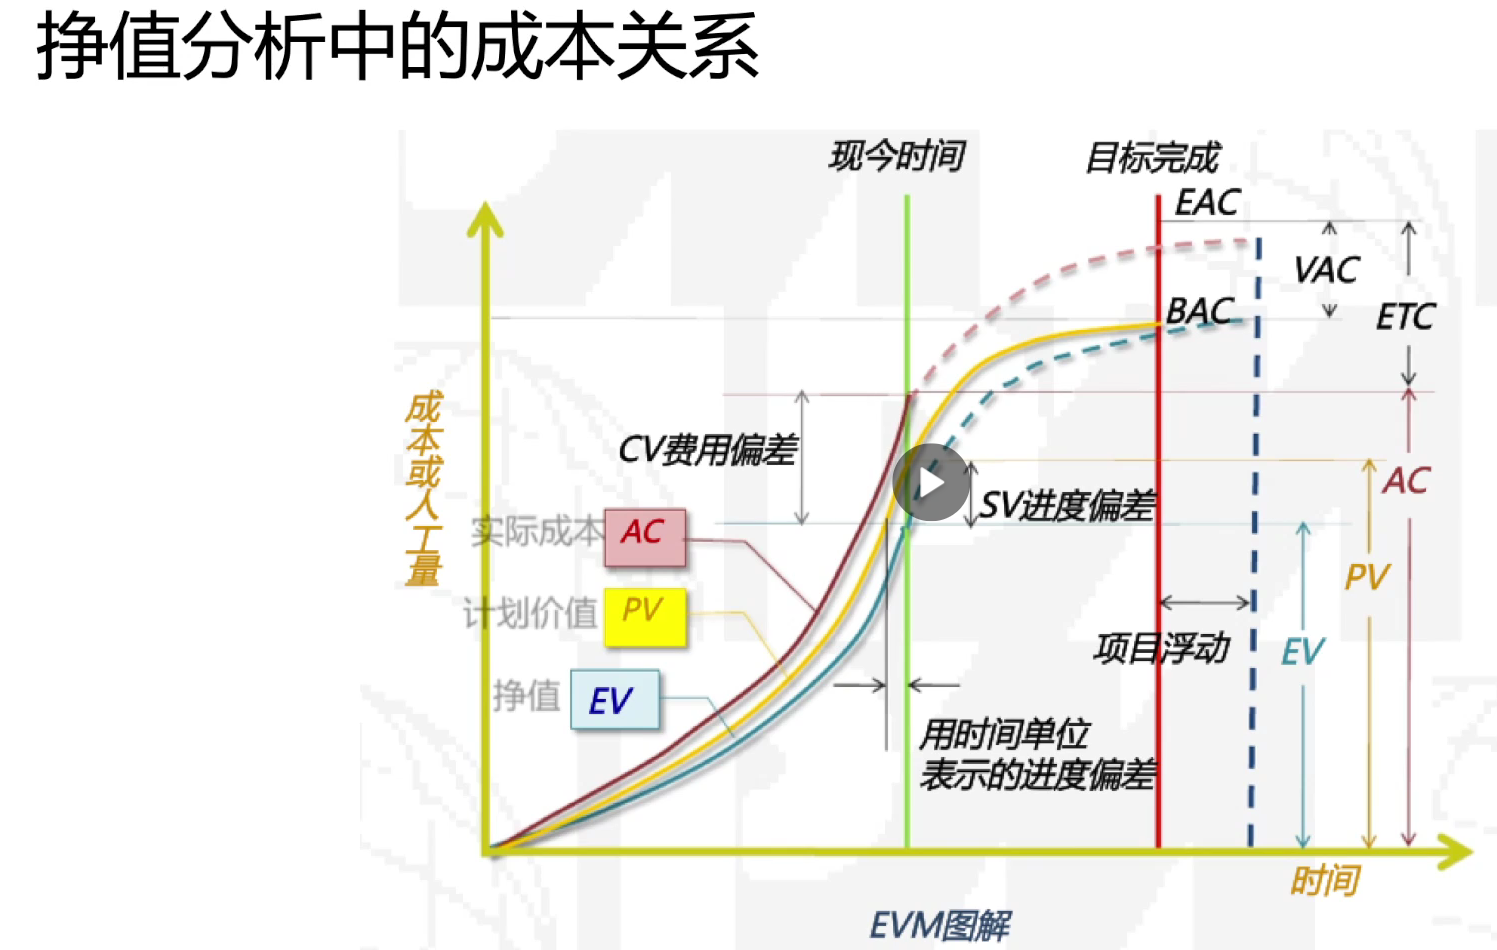 挣值分析中的成本关系
现今时间
目标完成
EAC
VAC
BAC
ETC
成本或人工量
CV费用偏差
AC
SV进度偏差
实际成本 AC
PV
计划价值 PV
项目浮动
EV
挣值 EV
用时间单位
表示的进度偏差
时间
EVM图解